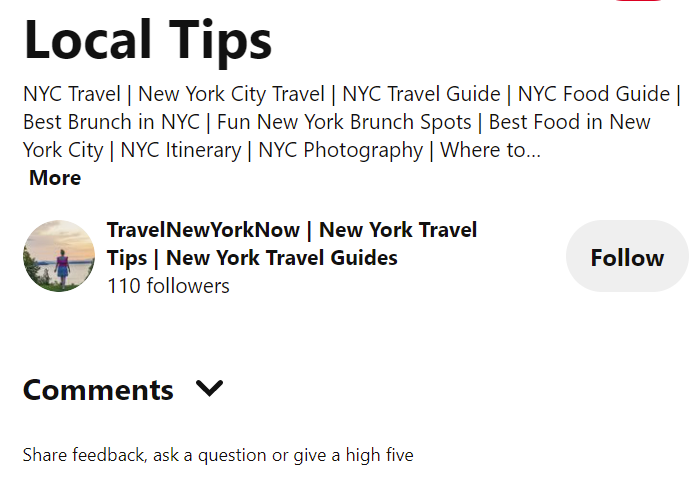 Local Tips
NYC Travel | New York City Travel | NYC Travel Guide | NYC Food Guide |
Best Brunch in NYC | Fun New York Brunch Spots | Best Food in New
York City | NYC Itinerary | NYC Photography | Where to...
More
TravelNewYorkNow | New York Travel
Tips | New York Travel Guides
110 followers
Follow
Comments
Share feedback, ask a question or give a high five